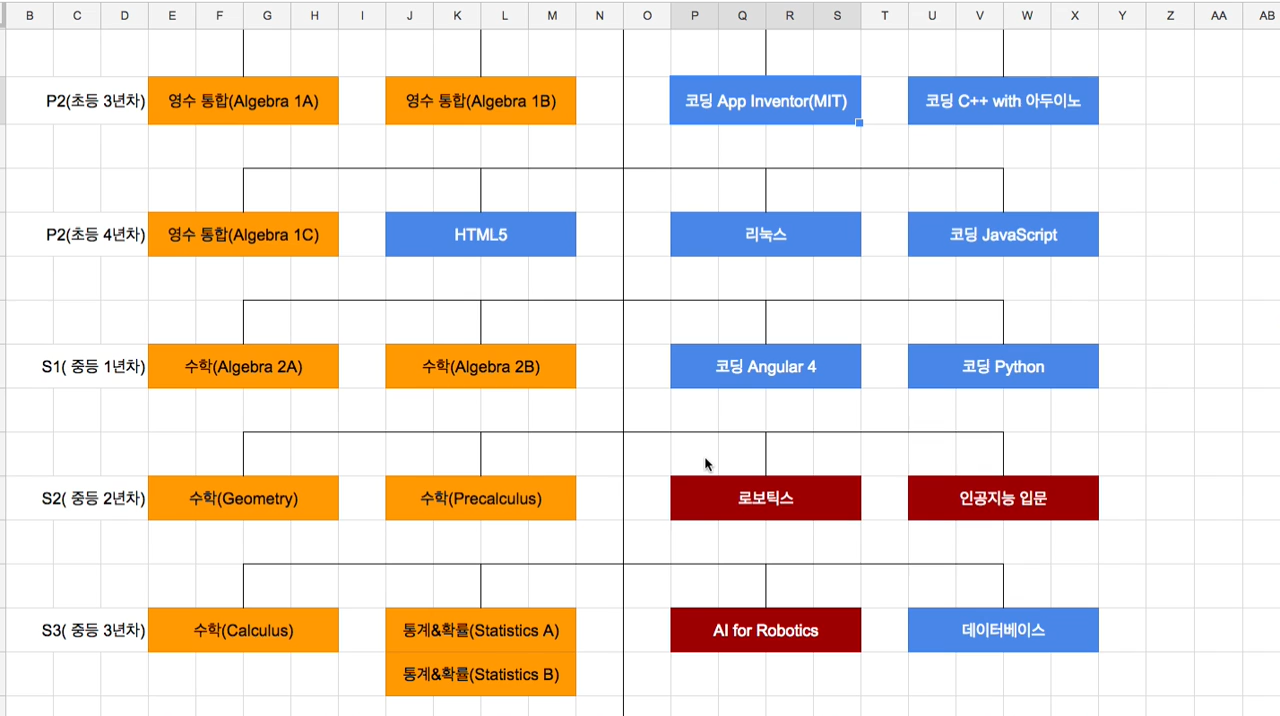 B C D E F G H I J K L M N O P Q R S T U V W X Y Z AA AB
P2(초등 3년차) 영수 통합(Algebra 1A) 영수 통합(Algebra 1B) 코딩 App Inventor(MIT) 코딩 C++ with 아두이노
P2(초등 4년차) 영수 통합(Algebra 1C) HTML5 리눅스 코딩 JavaScript
S1( 중등 1년차) 수학(Algebra 2A) 수학(Algebra 2B) 코딩 Angular 4 코딩 Python
S2( 중등 2년차) 수학(Geometry) 수학(Precalculus) 로보틱스 인공지능 입문
S3( 중등 3년차) 수학(Calculus) 통계&확률(Statistics A) AI for Robotics 데이터베이스
통계&확률(Statistics B)